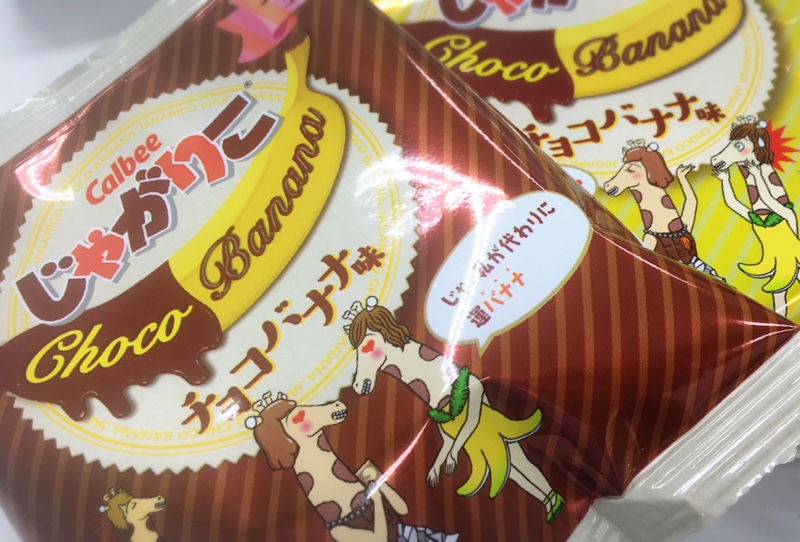 Calbee
じゃがりこ®
Choco Banana
チョコバナナ味
じゃ、私が代わりに
運バナナ
Choco Banana
チョコバナナ味